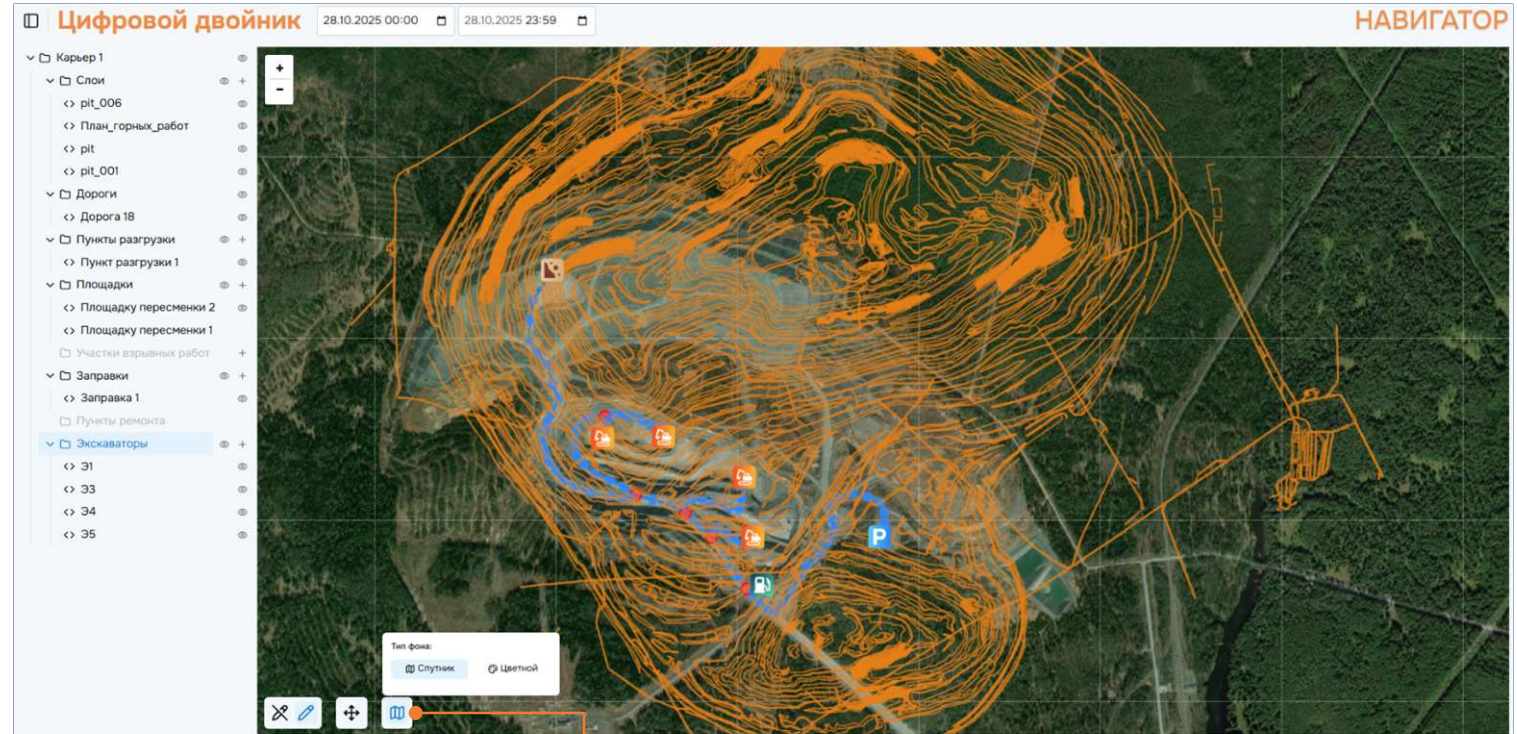 Цифровой двойник 28.10.2025 00:00 28.10.2025 23:59 НАВИГАТОР
Карьер 1
Слои
pit_006
План_горных_работ
pit
pit_001
Дороги
Дорога 18
Пункты разгрузки
Пункт разгрузки 1
Площадки
Площадку пересменки 2
Площадку пересменки 1
Участки взрывных работ
Заправки
Заправка 1
Пункты ремонта
Экскаваторы
Э1
Э3
Э4
Э5
+
-
P
Тип фона:
Спутник Цветной